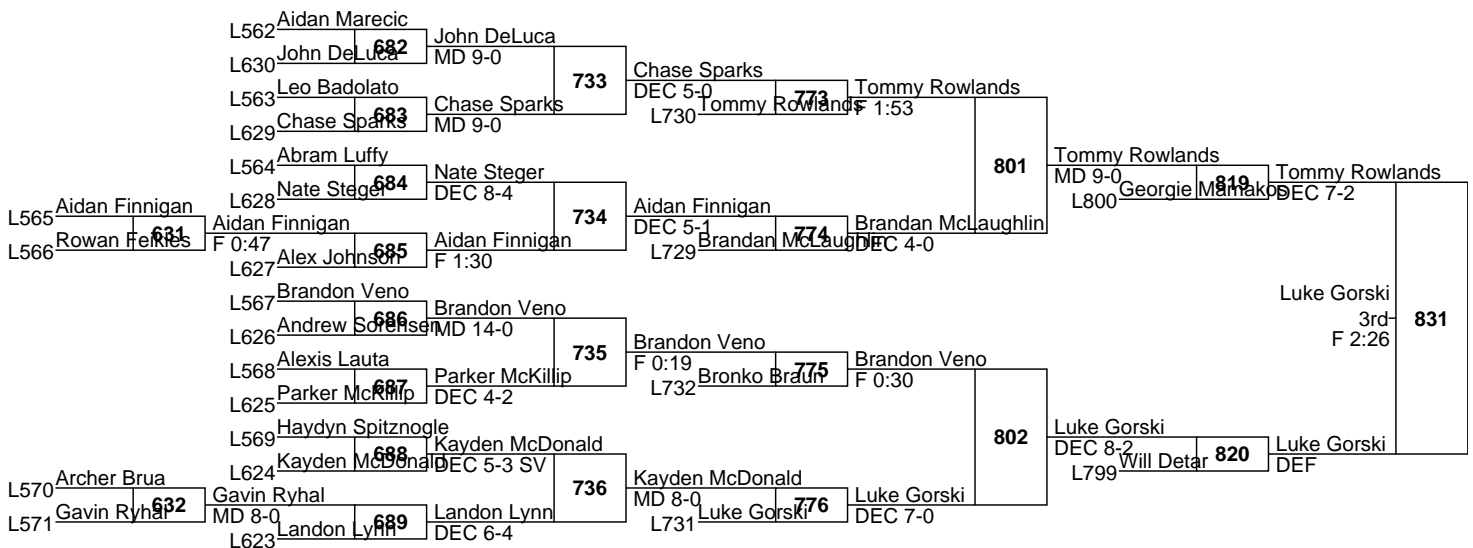 L562 Aidan Marecic
682
John DeLuca
MD 9-0
L630 John DeLuca
733
Chase Sparks
DEC 5-0
L563 Leo Badolato
683
Chase Sparks
MD 9-0
L629 Chase Sparks
773
Tommy Rowlands
F 1:53
L730 Tommy Rowlands
L564 Abram Luffy
684
Nate Steger
DEC 8-4
L628 Nate Steger
801
Tommy Rowlands
MD 9-0
819
Tommy Rowlands
DEC 7-2
L800 Georgie Mamakos
734
Aidan Finnigan
DEC 5-1
L565 Aidan Finnigan
631
Aidan Finnigan
F 0:47
L566 Rowan Feikles
685
Aidan Finnigan
F 1:30
L627 Alex Johnson
774
Brandan McLaughlin
DEC 4-0
L729 Brandan McLaughlin
L567 Brandon Veno
686
Brandon Veno
MD 14-0
L626 Andrew Sorensen
Luke Gorski
3rd
F 2:26
831
735
Brandon Veno
F 0:19
L568 Alexis Lauta
687
Parker McKillip
DEC 4-2
L625 Parker McKillip
775
Brandon Veno
F 0:30
L732 Bronko Braun
L569 Haydyn Spitznogle
688
Kayden McDonald
DEC 5-3 SV
L624 Kayden McDonald
802
Luke Gorski
DEC 8-2
820
Luke Gorski
DEF
L799 Will Detar
736
Kayden McDonald
MD 8-0
L570 Archer Brua
632
Gavin Ryhal
MD 8-0
L571 Gavin Ryhal
689
Landon Lynn
DEC 6-4
L623 Landon Lynn
776
Luke Gorski
DEC 7-0
L731 Luke Gorski